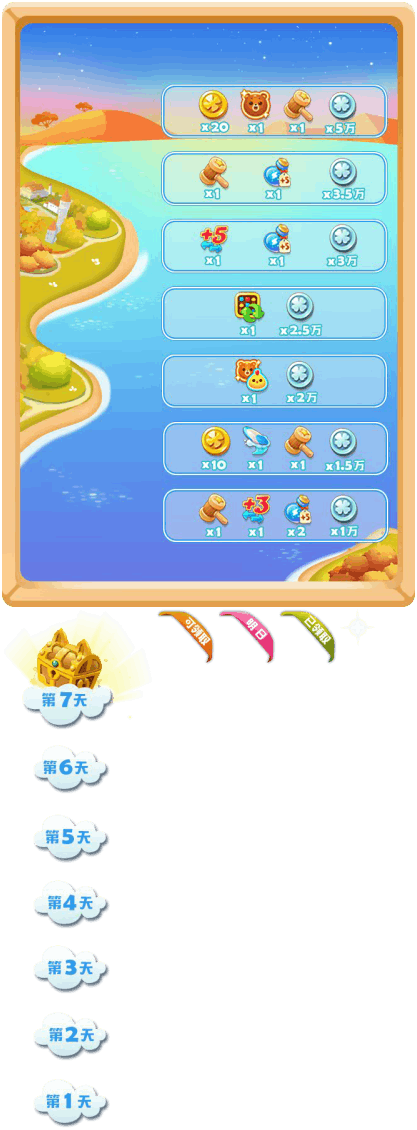 x20 x1 x1 x5万
x1 x1 x3.5万
+5 +5
x1 x1 x3万
x1 x2.5万
x1 x2万
x10 x1 x1 x1.5万
+3 +5
x1 x1 x2 x1万
可领取 明日 已领取
第7天
第6天
第5天
第4天
第3天
第2天
第1天